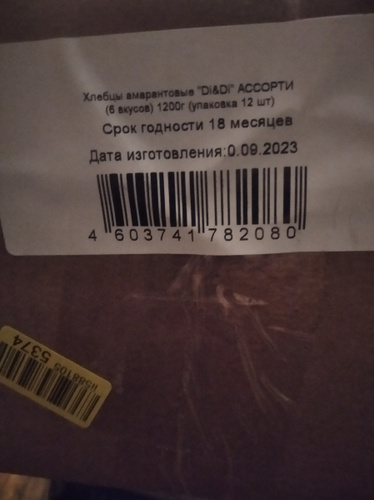 Хлебцы амарантовые "Di&Di" АССОРТИ
(6 вкусов) 1200г (упаковка 12 шт)
Срок годности 18 месяцев
Дата изготовления:0.09.2023
4 603741 782080
5374